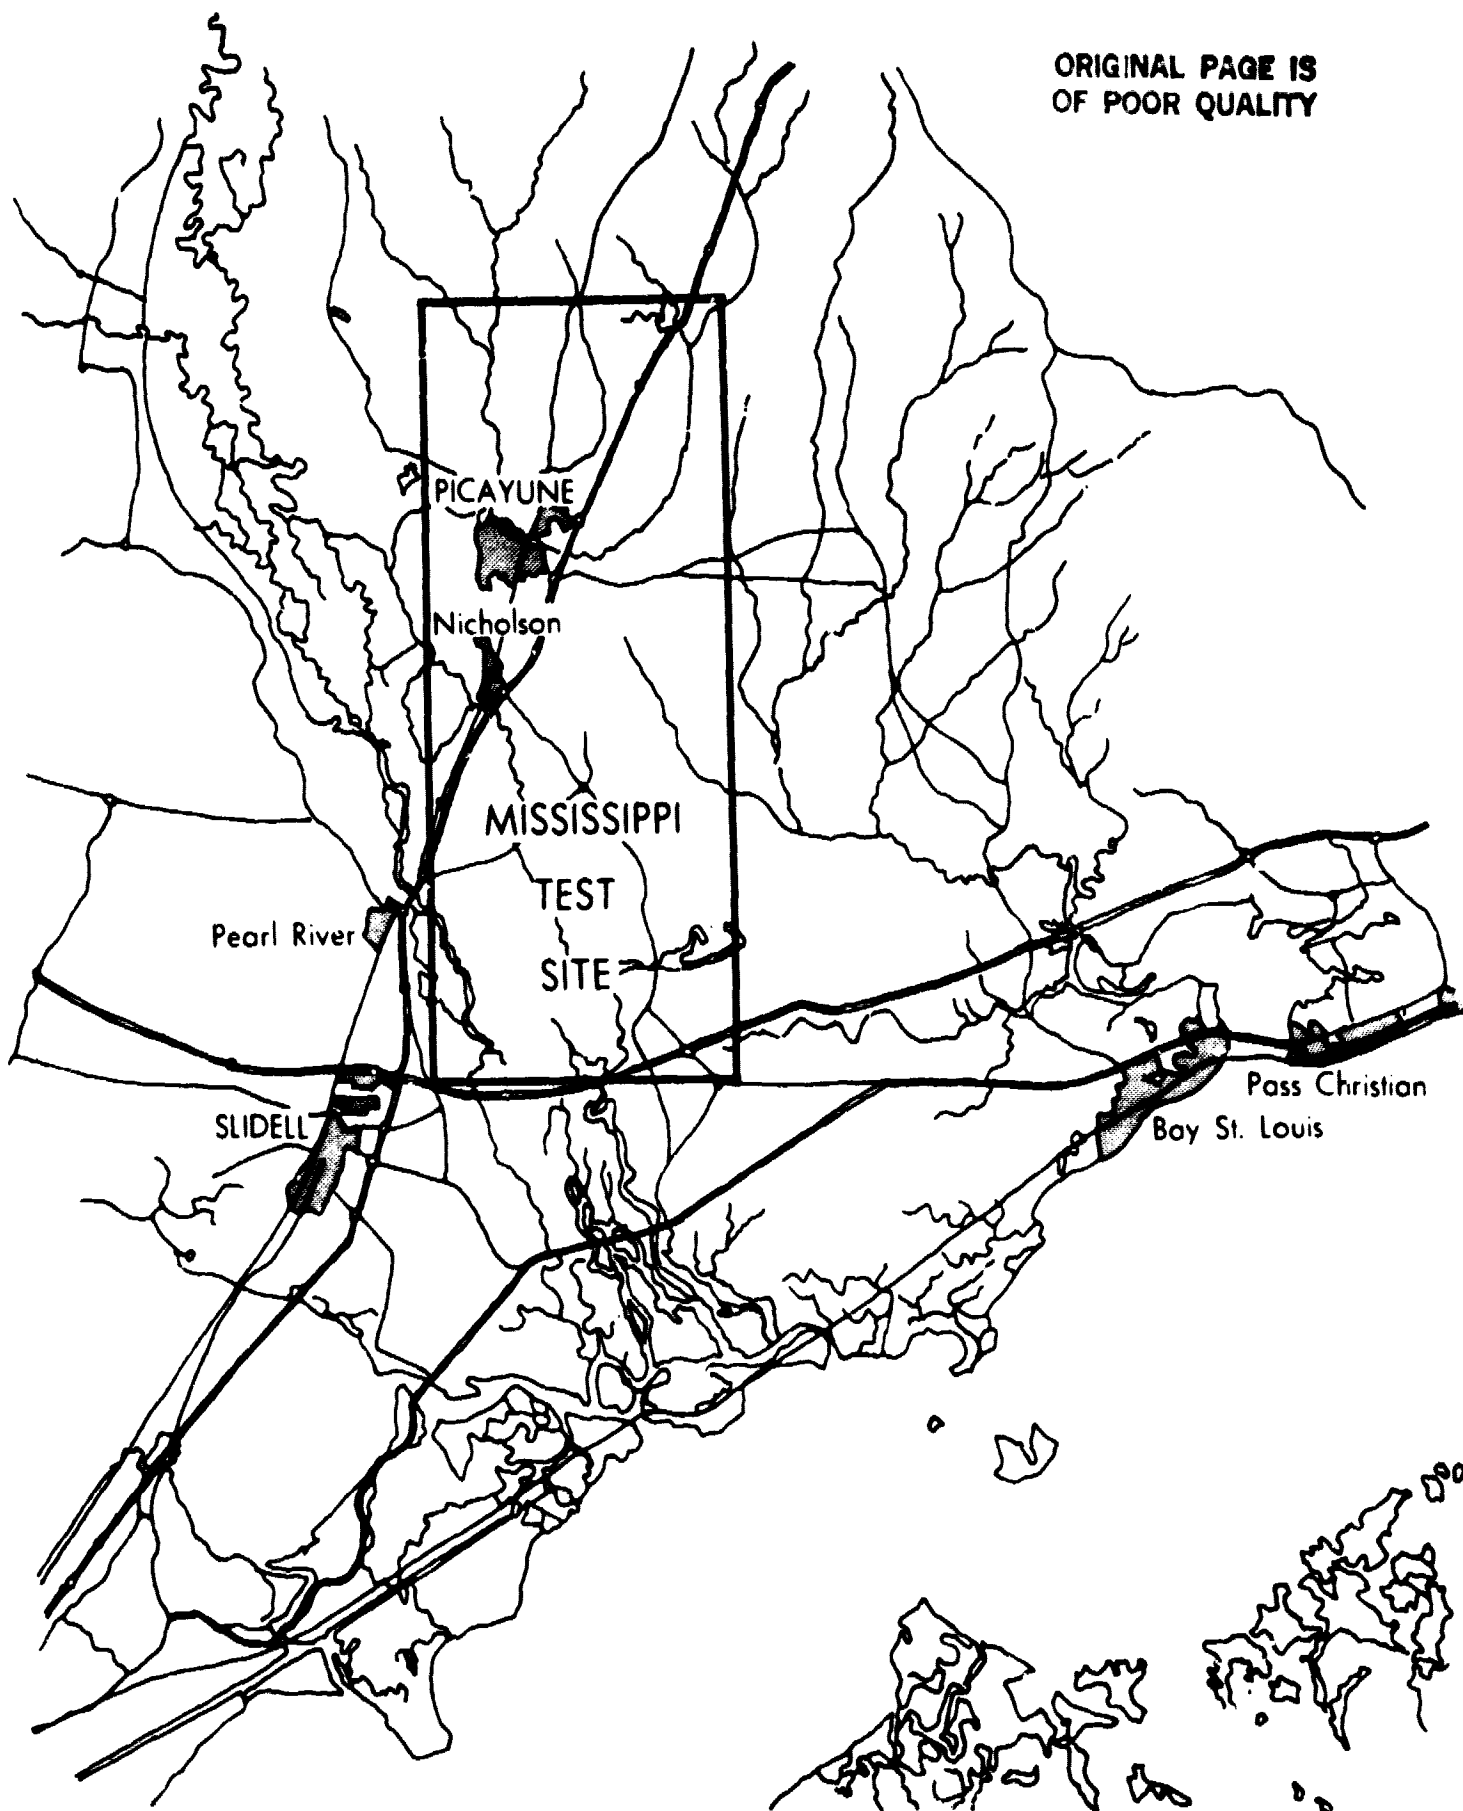 ORIGINAL PAGE IS
OF POOR QUALITY
PICAYUNE
Nicholson
MISSISSIPPI
TEST
SITE
Pearl River
SLIDELL
Pass Christian
Bay St. Louis